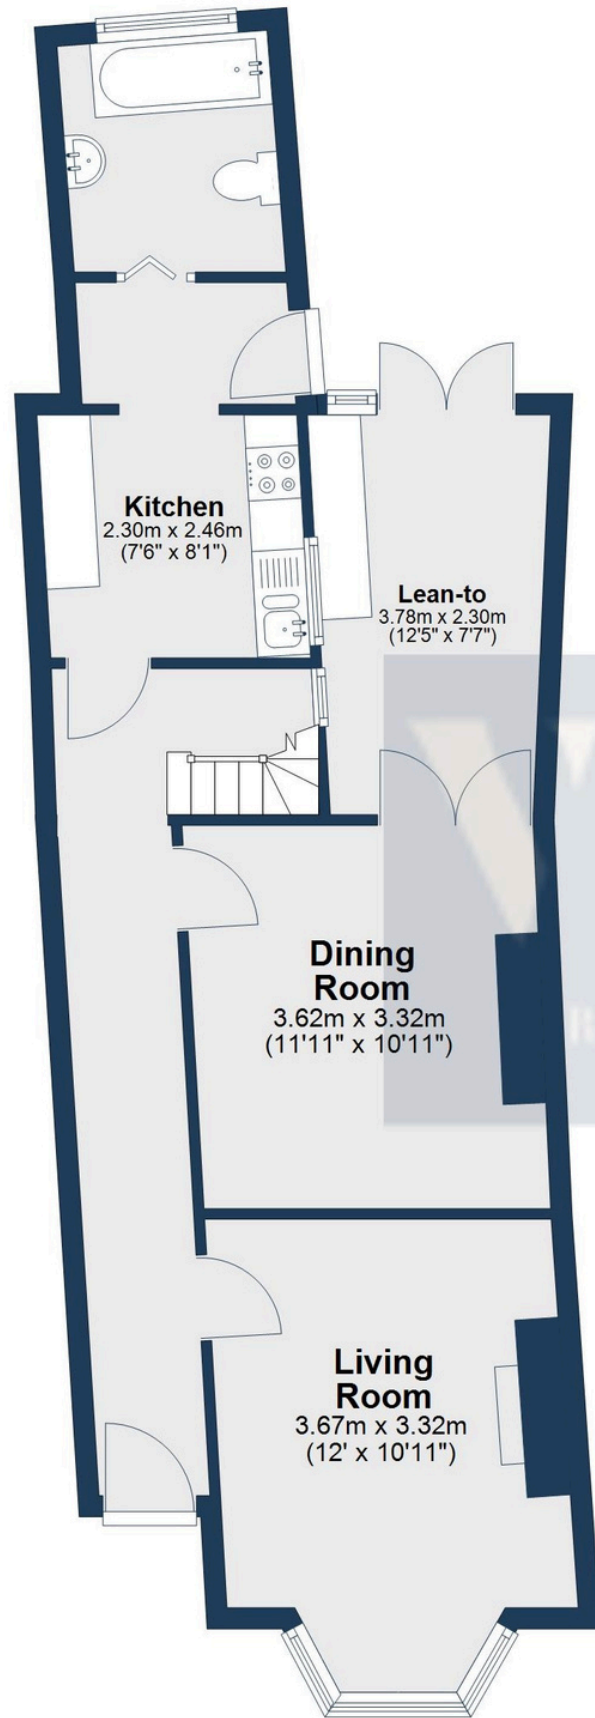 Kitchen
2.30m x 2.46m
(7'6" x 8'1")
Lean-to
3.78m x 2.30m
(12'5" x 7'7")
Dining
Room
3.62m x 3.32m
(11'11" x 10'11")
Living
Room
3.67m x 3.32m
(12' x 10'11")